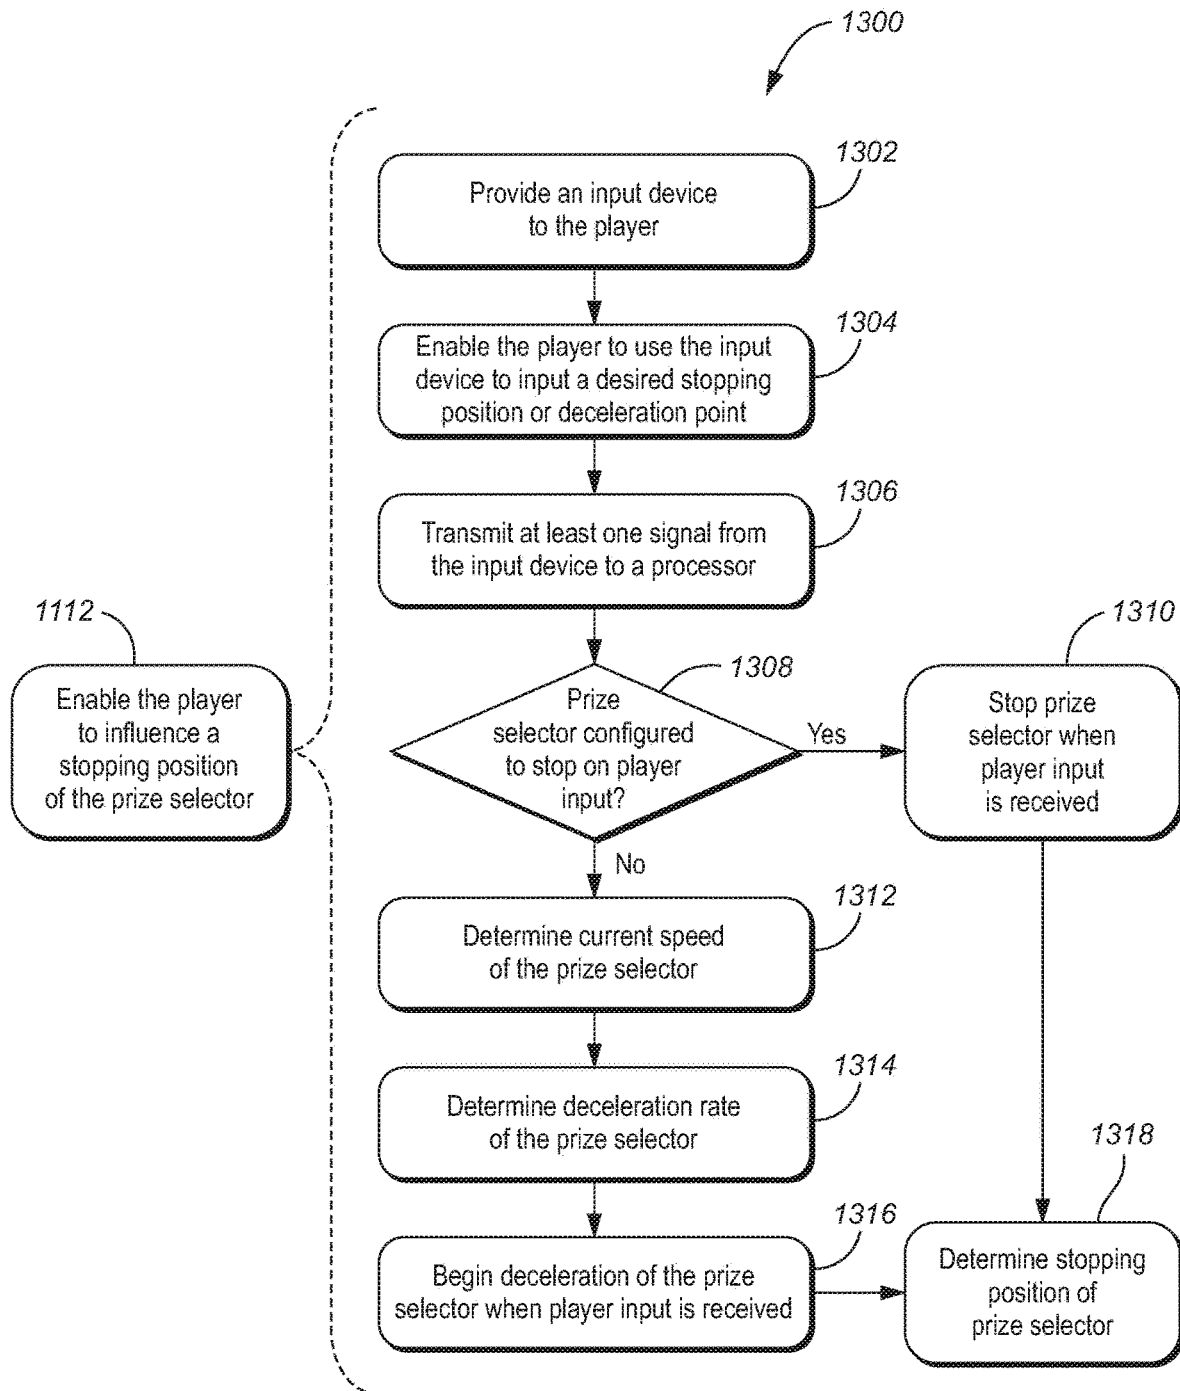 1300
1302
Provide an input device
to the player
1304
Enable the player to use the input
device to input a desired stopping
position or deceleration point
1306
Transmit at least one signal from
the input device to a processor
1112
Enable the player
to influence a
stopping position
of the prize selector
1308
Prize
selector configured
to stop on player
input?
Yes
1310
Stop prize
selector when
player input
is received
No
1312
Determine current speed
of the prize selector
1314
Determine deceleration rate
of the prize selector
1316
Begin deceleration of the prize
selector when player input is received
1318
Determine stopping
position of
prize selector